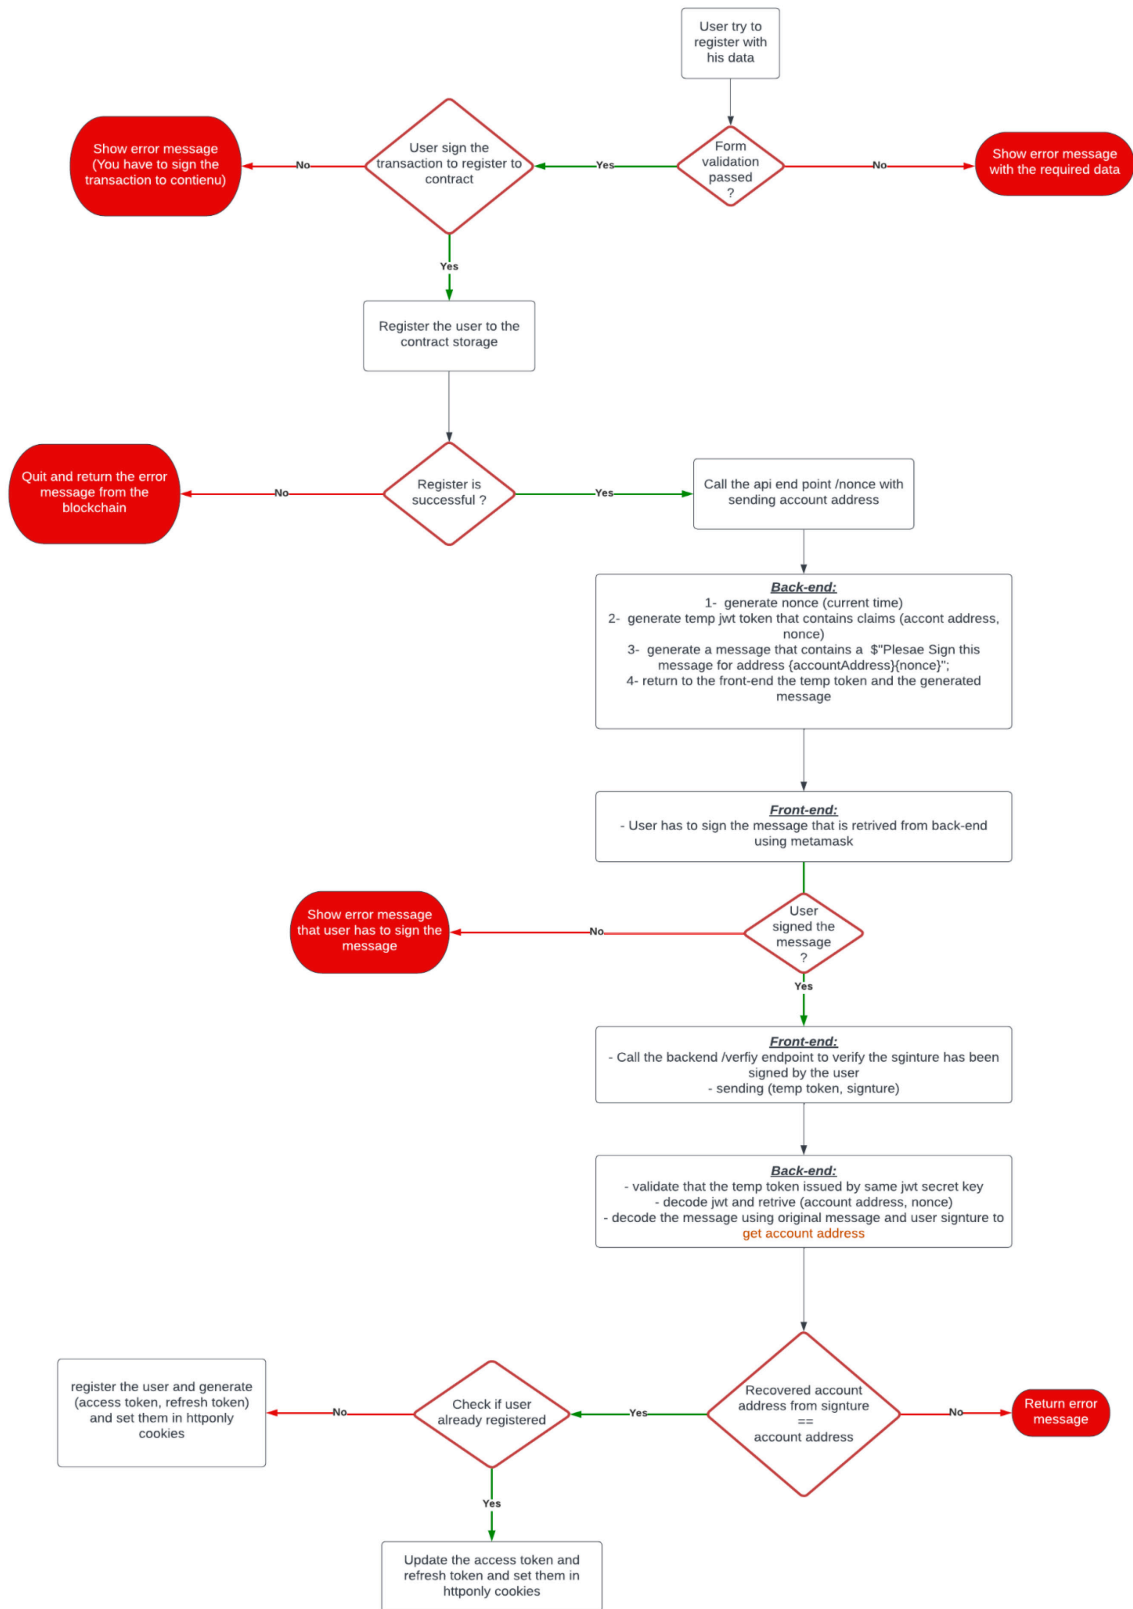 User try to
register with
his data
Form
validation
passed
?
Yes
No
Show error message
with the required data
User sign the
transaction to register to
contract
No
Show error message
(You have to sign the
transaction to contienu)
Yes
Register the user to the
contract storage
Register is
successful ?
No
Quit and return the error
message from the
blockchain
Yes
Call the api end point /nonce with
sending account address
Back-end:
1- generate nonce (current time)
2- generate temp jwt token that contains claims (accont address,
nonce)
3- generate a message that contains a $"Plesae Sign this
message for address {accountAddress}{nonce}";
4- return to the front-end the temp token and the generated
message
Front-end:
- User has to sign the message that is retrived from back-end
using metamask
User
signed the
message
?
No
Show error message
that user has to sign the
message
Yes
Front-end:
- Call the backend /verfiy endpoint to verify the sginture has been
signed by the user
- sending (temp token, signture)
Back-end:
- validate that the temp token issued by same jwt secret key
- decode jwt and retrive (account address, nonce)
- decode the message using original message and user signture to
get account address
Recovered account
address from signture
==
account address
No
Return error
message
Yes
Check if user
already registered
No
register the user and generate
(access token, refresh token)
and set them in httponly
cookies
Yes
Update the access token and
refresh token and set them in
httponly cookies